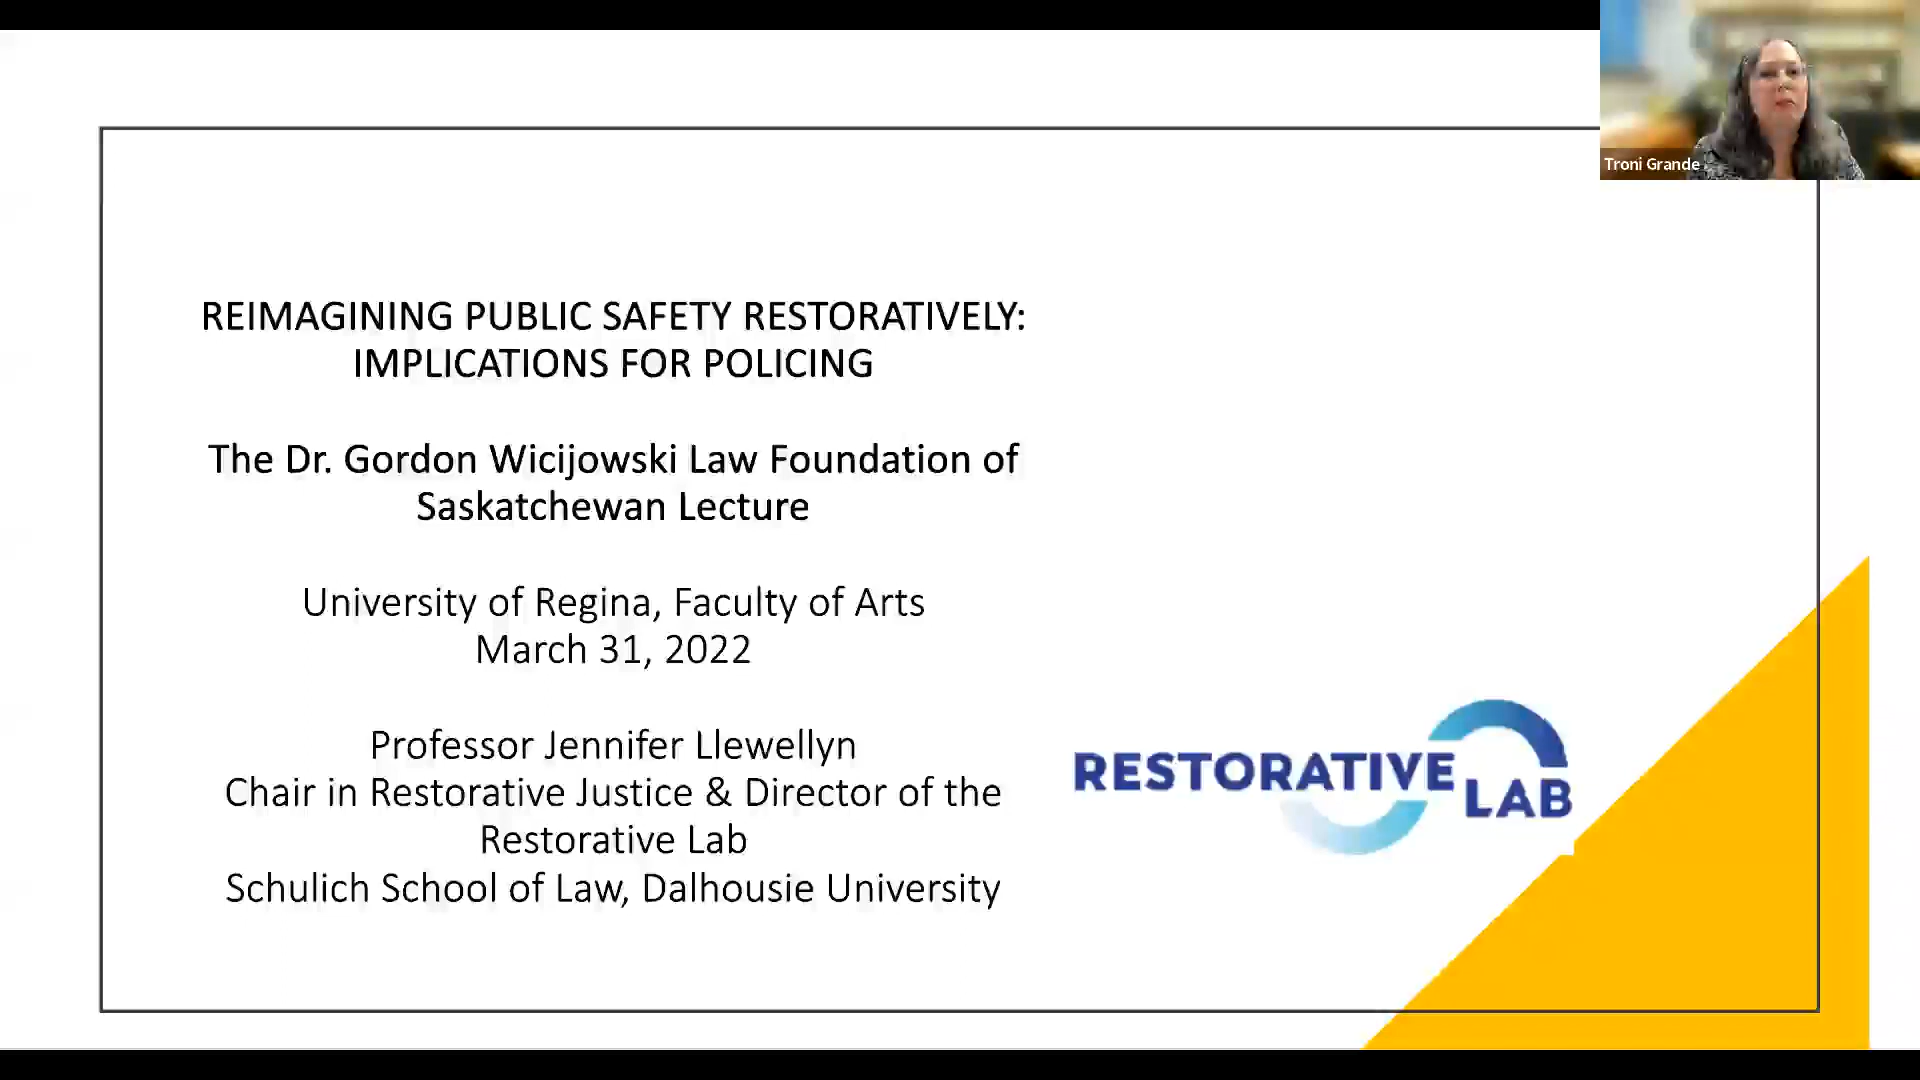 Troni Grande
REIMAGINING PUBLIC SAFETY RESTORATIVELY:
IMPLICATIONS FOR POLICING
The Dr. Gordon Wicijowski Law Foundation of
Saskatchewan Lecture
University of Regina, Faculty of Arts
March 31, 2022
Professor Jennifer Llewellyn
Chair in Restorative Justice & Director of the
Restorative Lab
Schulich School of Law, Dalhousie University
RESTORATIVE
LAB